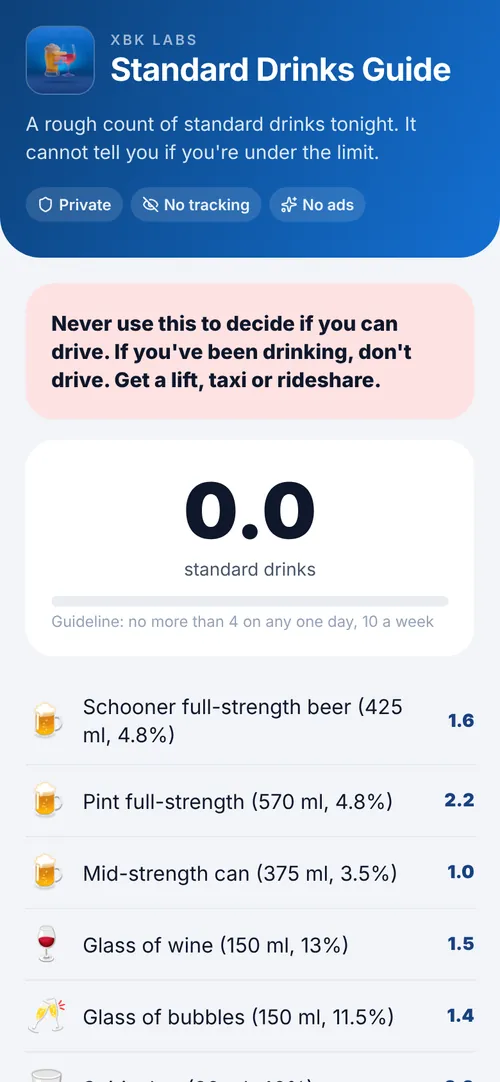 XBK LABS
Standard Drinks Guide
A rough count of standard drinks tonight. It
cannot tell you if you're under the limit.
Private
No tracking
No ads
Never use this to decide if you can
drive. If you've been drinking, don't
drive. Get a lift, taxi or rideshare.
0.0
standard drinks
Guideline: no more than 4 on any one day, 10 a week
Schooner full-strength beer (425
ml, 4.8%)
1.6
Pint full-strength (570 ml, 4.8%)
2.2
Mid-strength can (375 ml, 3.5%)
1.0
Glass of wine (150 ml, 13%)
1.5
Glass of bubbles (150 ml, 11.5%)
1.4